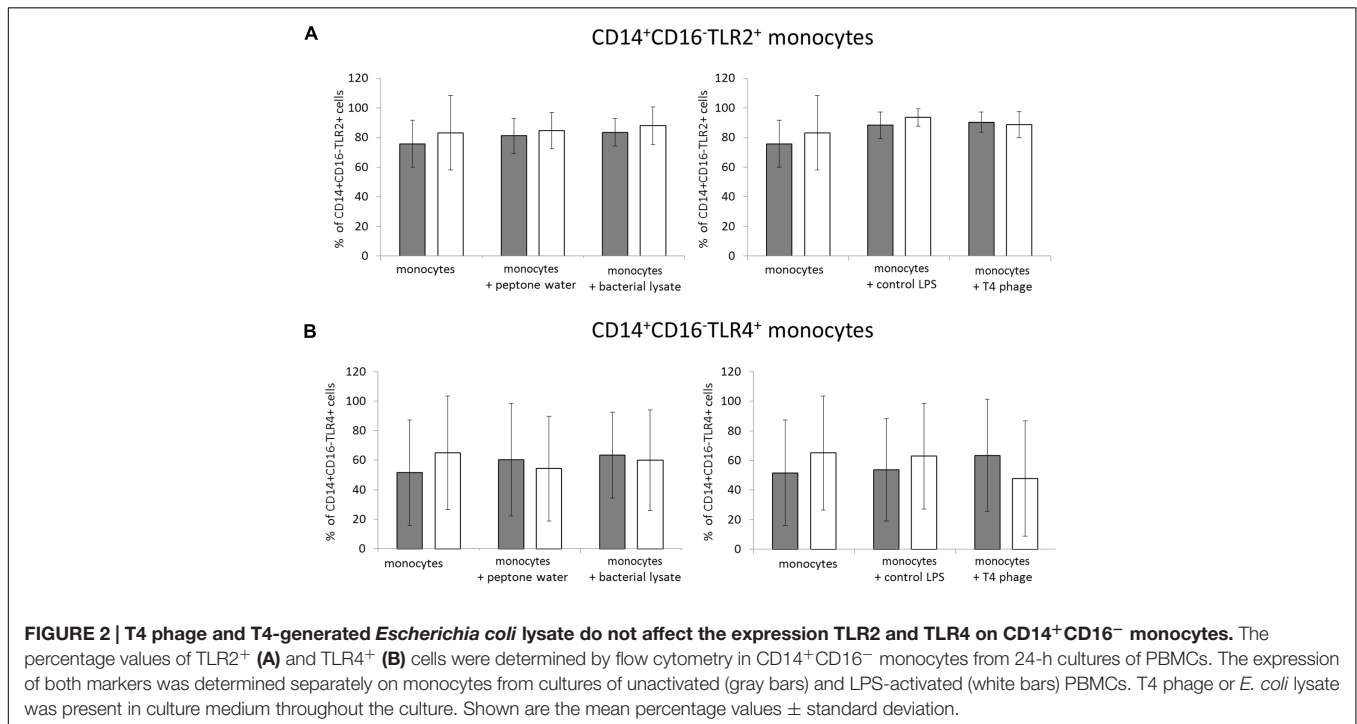 A
CD14⁺CD16⁻TLR2⁺ monocytes
% of CD14+CD16-TLR2+ cells
120
100
80
60
40
20
0
monocytes
monocytes
+ peptone water
monocytes
+ bacterial lysate
% of CD14+CD16-TLR2+ cells
120
100
80
60
40
20
0
monocytes
monocytes
+ control LPS
monocytes
+ T4 phage
B
CD14⁺CD16⁻TLR4⁺ monocytes
% of CD14+CD16-TLR4+ cells
120
100
80
60
40
20
0
monocytes
monocytes
+ peptone water
monocytes
+ bacterial lysate
% of CD14+CD16-TLR4+ cells
120
100
80
60
40
20
0
monocytes
monocytes
+ control LPS
monocytes
+ T4 phage
FIGURE 2 | T4 phage and T4-generated Escherichia coli lysate do not affect the expression TLR2 and TLR4 on CD14⁺CD16⁻ monocytes. The
percentage values of TLR2⁺ (A) and TLR4⁺ (B) cells were determined by flow cytometry in CD14⁺CD16⁻ monocytes from 24-h cultures of PBMCs. The expression
of both markers was determined separately on monocytes from cultures of unactivated (gray bars) and LPS-activated (white bars) PBMCs. T4 phage or E. coli lysate
was present in culture medium throughout the culture. Shown are the mean percentage values ± standard deviation.